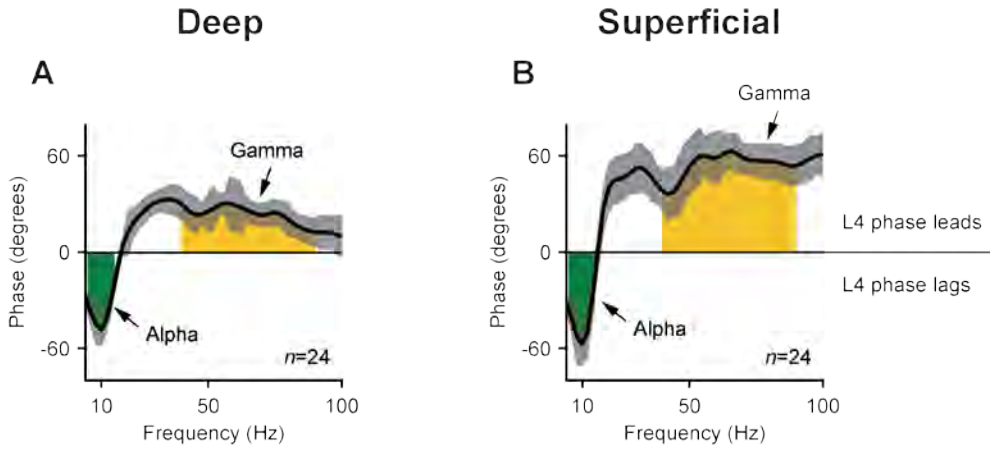 Deep
Superficial
A
B
Gamma
Gamma
60
0
-60
Phase (degrees)
Alpha
n=24
10
50
100
Frequency (Hz)
60
0
-60
Phase (degrees)
Alpha
n=24
10
50
100
Frequency (Hz)
L4 phase leads
L4 phase lags